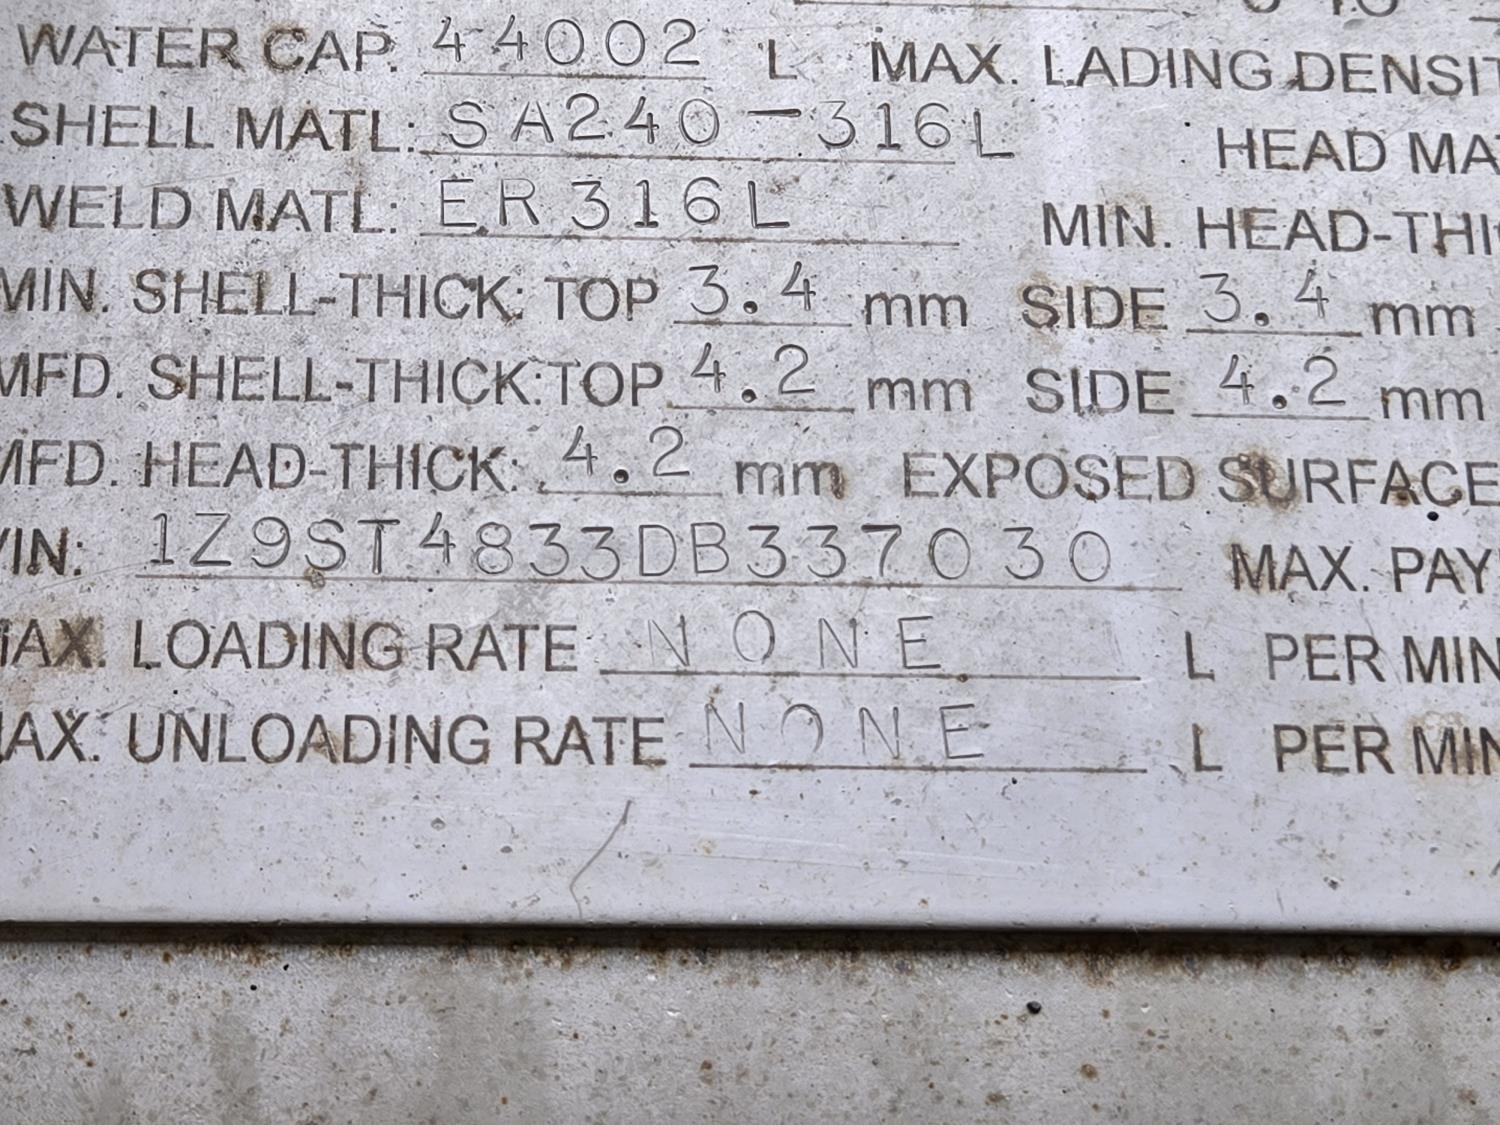 WATER CAP. 44002 L MAX. LADING DENSIT
SHELL MATL: SA240-316L HEAD MA
WELD MATL: ER316L MIN. HEAD-THI
MIN. SHELL-THICK: TOP 3.4 mm SIDE 3.4 mm
MFD. SHELL-THICK: TOP 4.2 mm SIDE 4.2 mm
MFD. HEAD-THICK: 4.2 mm EXPOSED SURFACE
VIN: 1Z9ST4833DB337030 MAX. PAY
MAX. LOADING RATE NONE L PER MIN
MAX. UNLOADING RATE NONE L PER MIN